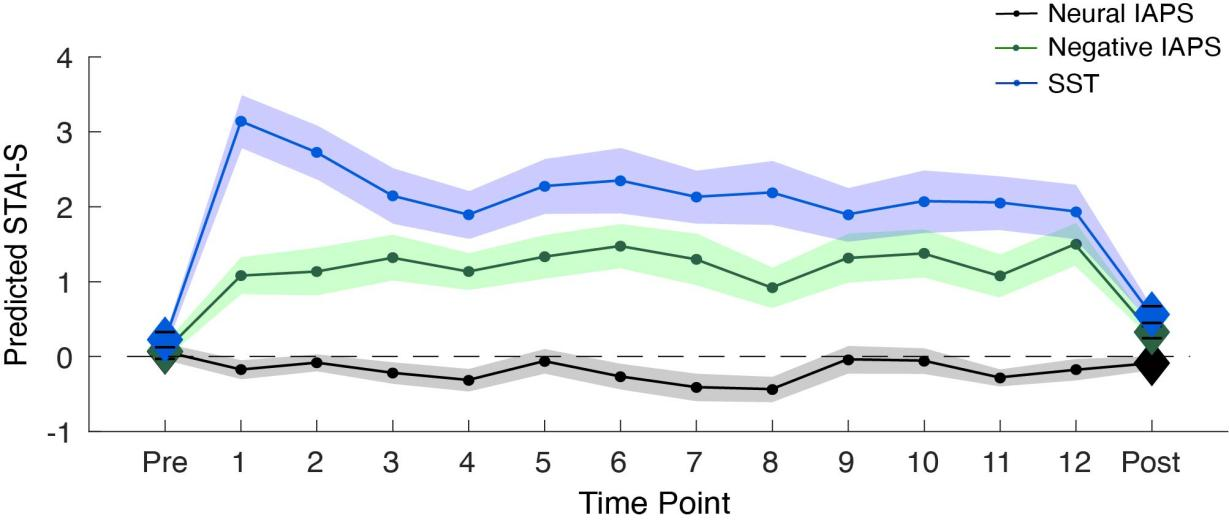 Neural IAPS
Negative IAPS
SST
Predicted STAI-S
4
3
2
1
0
-1
Pre 1 2 3 4 5 6 7 8 9 10 11 12 Post
Time Point